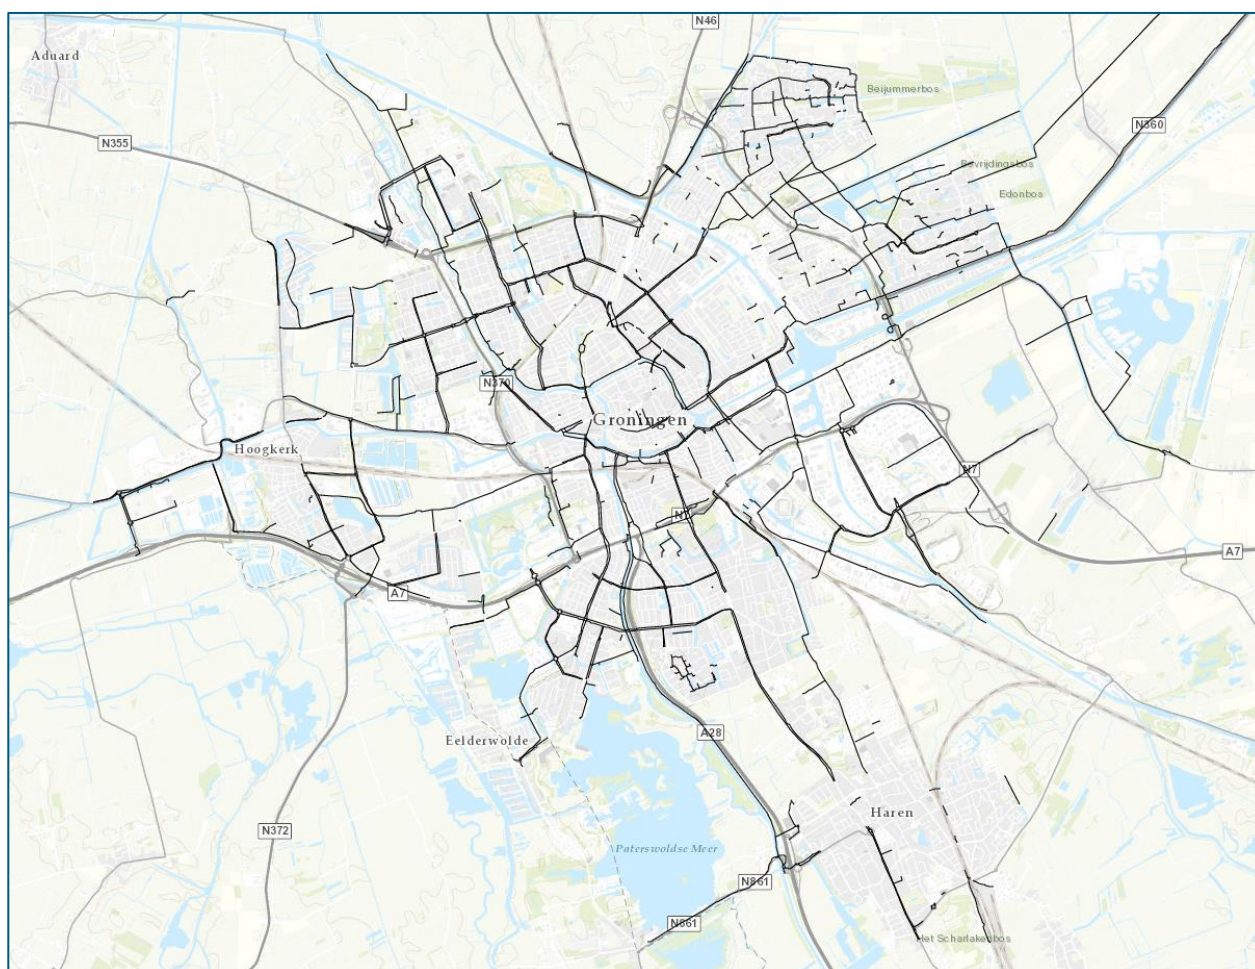 N46
Aduard
Beijummerbos
N360
N355
Bevrijdingsbos
Edonbos
N370
Groningen
Hoogkerk
N7
N7
A7
A7
A28
Eelderwolde
Haren
N372
Paterswoldse Meer
N861
N861
Het Scharlakenbos